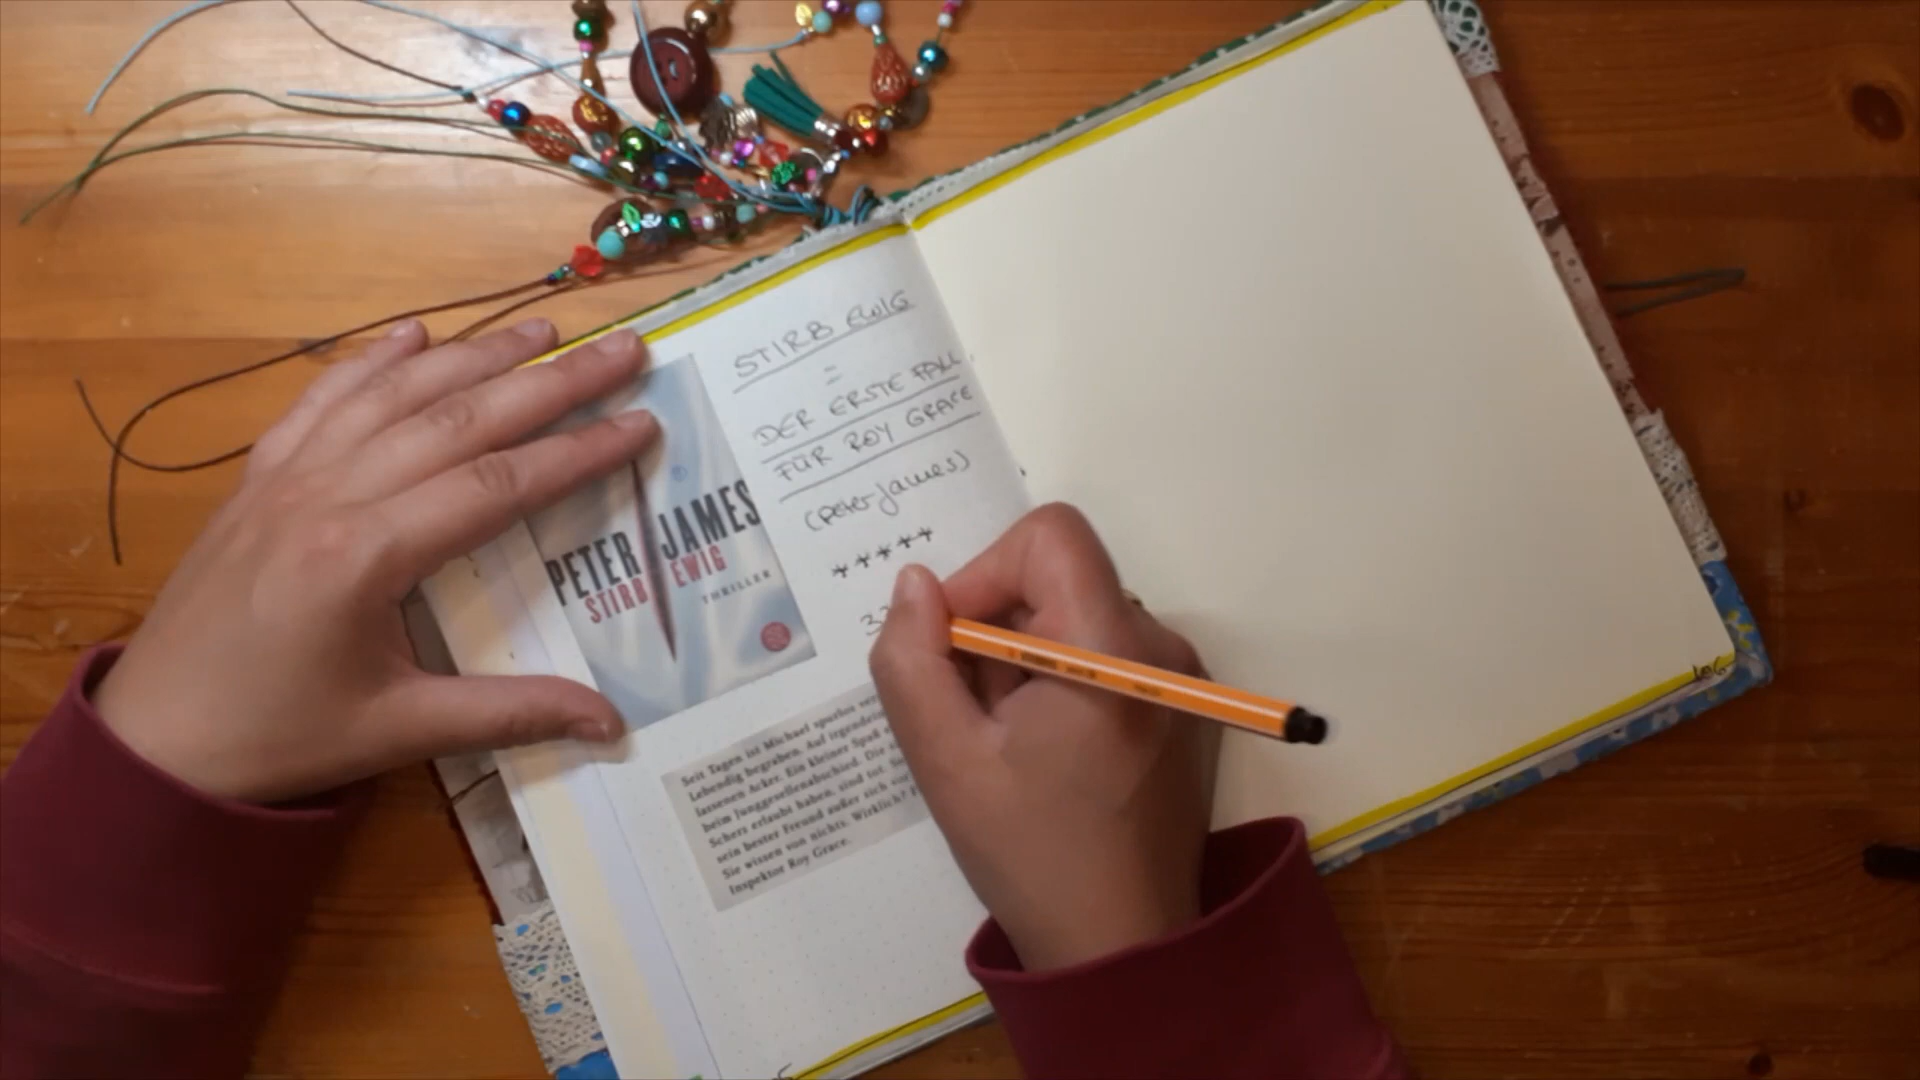 STIRB EWIG
=
DER ERSTE FALL
FÜR ROY GRACE
(Peter James)
*****
PETER JAMES
STIRB EWIG
THRILLER
Seit Tagen ist Michael spurlos
Lebendig begraben. Auf
lassenen Acker. Ein kleiner Spaß
beim Junggesellenabschied. Die
Scherz erlaubt haben, sind tot.
sein bester Freund außer sich
Sie wissen von nichts. Wirklich?
Inspektor Roy Grace.